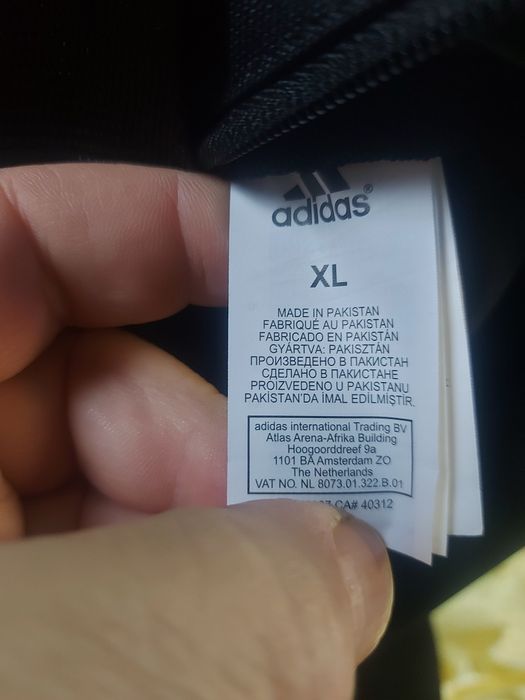 adidas®
XL
MADE IN PAKISTAN
FABRIQUÉ AU PAKISTAN
FABRICADO EN PAKISTÁN
GYÁRTVA: PAKISZTÁN
ПРОИЗВЕДЕНО В ПАКИСТАН
СДЕЛАНО В ПАКИСТАНЕ
PROIZVEDENO U PAKISTANU
PAKİSTAN'DA İMAL EDİLMİŞTİR.
adidas international Trading BV
Atlas Arena-Afrika Building
Hoogoorddreef 9a
1101 BA Amsterdam ZO
The Netherlands
VAT NO. NL 8073.01.322.B.01
CA# 40312